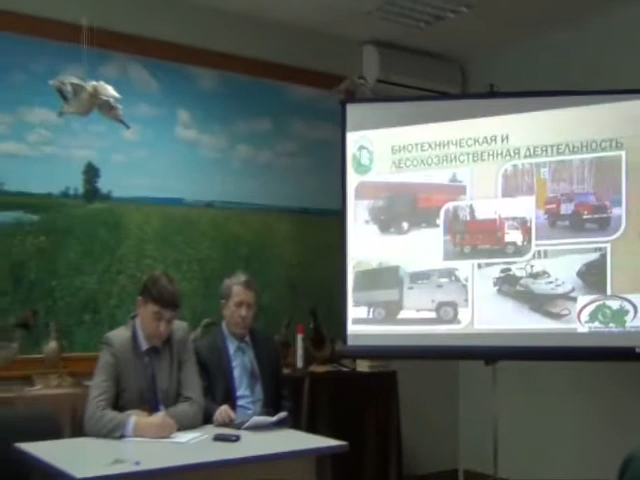 БИОТЕХНИЧЕСКАЯ И
ЛЕСОХОЗЯЙСТВЕННАЯ ДЕЯТЕЛЬНОСТЬ